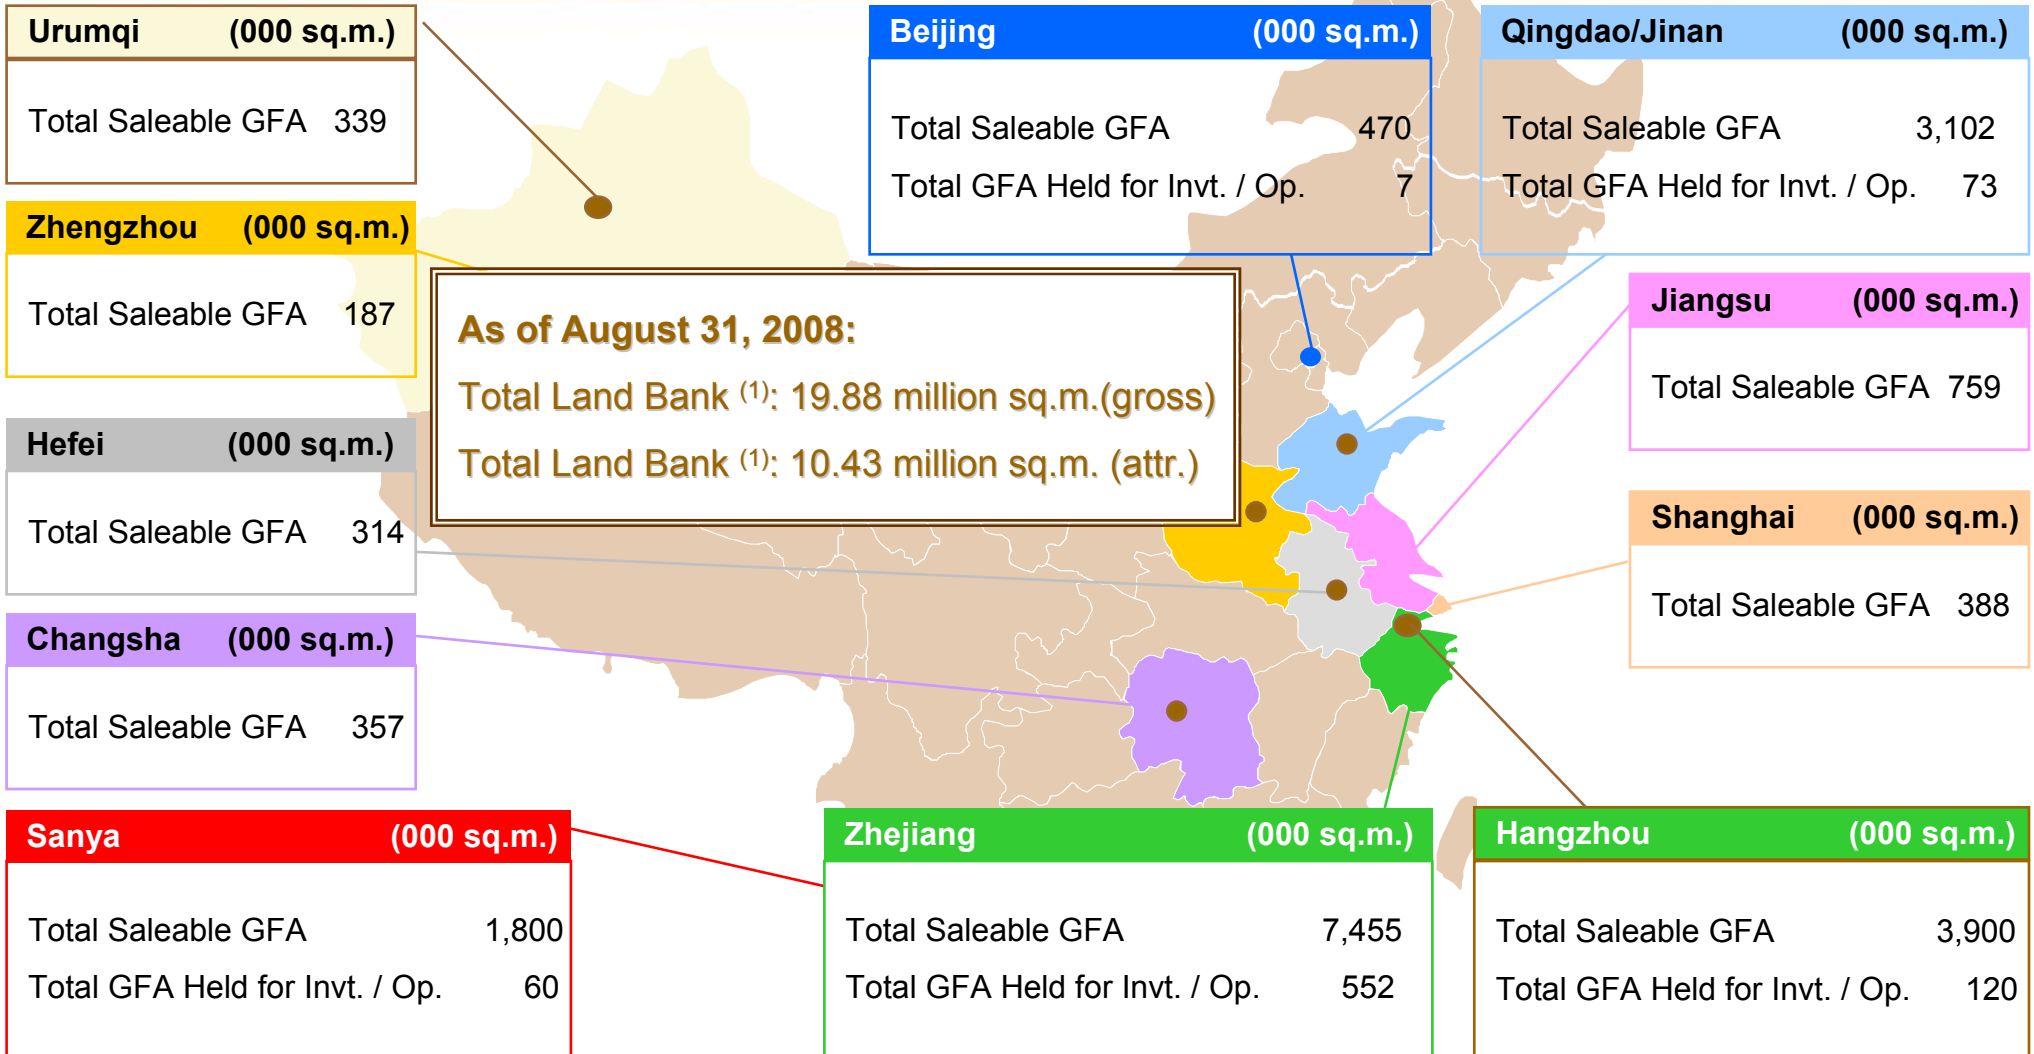 Urumqi (000 sq.m.)
Total Saleable GFA 339
Beijing (000 sq.m.)
Total Saleable GFA 470
Total GFA Held for Invt. / Op. 7
Qingdao/Jinan (000 sq.m.)
Total Saleable GFA 3,102
Total GFA Held for Invt. / Op. 73
Zhengzhou (000 sq.m.)
Total Saleable GFA 187
As of August 31, 2008:
Total Land Bank (1): 19.88 million sq.m.(gross)
Total Land Bank (1): 10.43 million sq.m. (attr.)
Jiangsu (000 sq.m.)
Total Saleable GFA 759
Hefei (000 sq.m.)
Total Saleable GFA 314
Shanghai (000 sq.m.)
Total Saleable GFA 388
Changsha (000 sq.m.)
Total Saleable GFA 357
Sanya (000 sq.m.)
Total Saleable GFA 1,800
Total GFA Held for Invt. / Op. 60
Zhejiang (000 sq.m.)
Total Saleable GFA 7,455
Total GFA Held for Invt. / Op. 552
Hangzhou (000 sq.m.)
Total Saleable GFA 3,900
Total GFA Held for Invt. / Op. 120